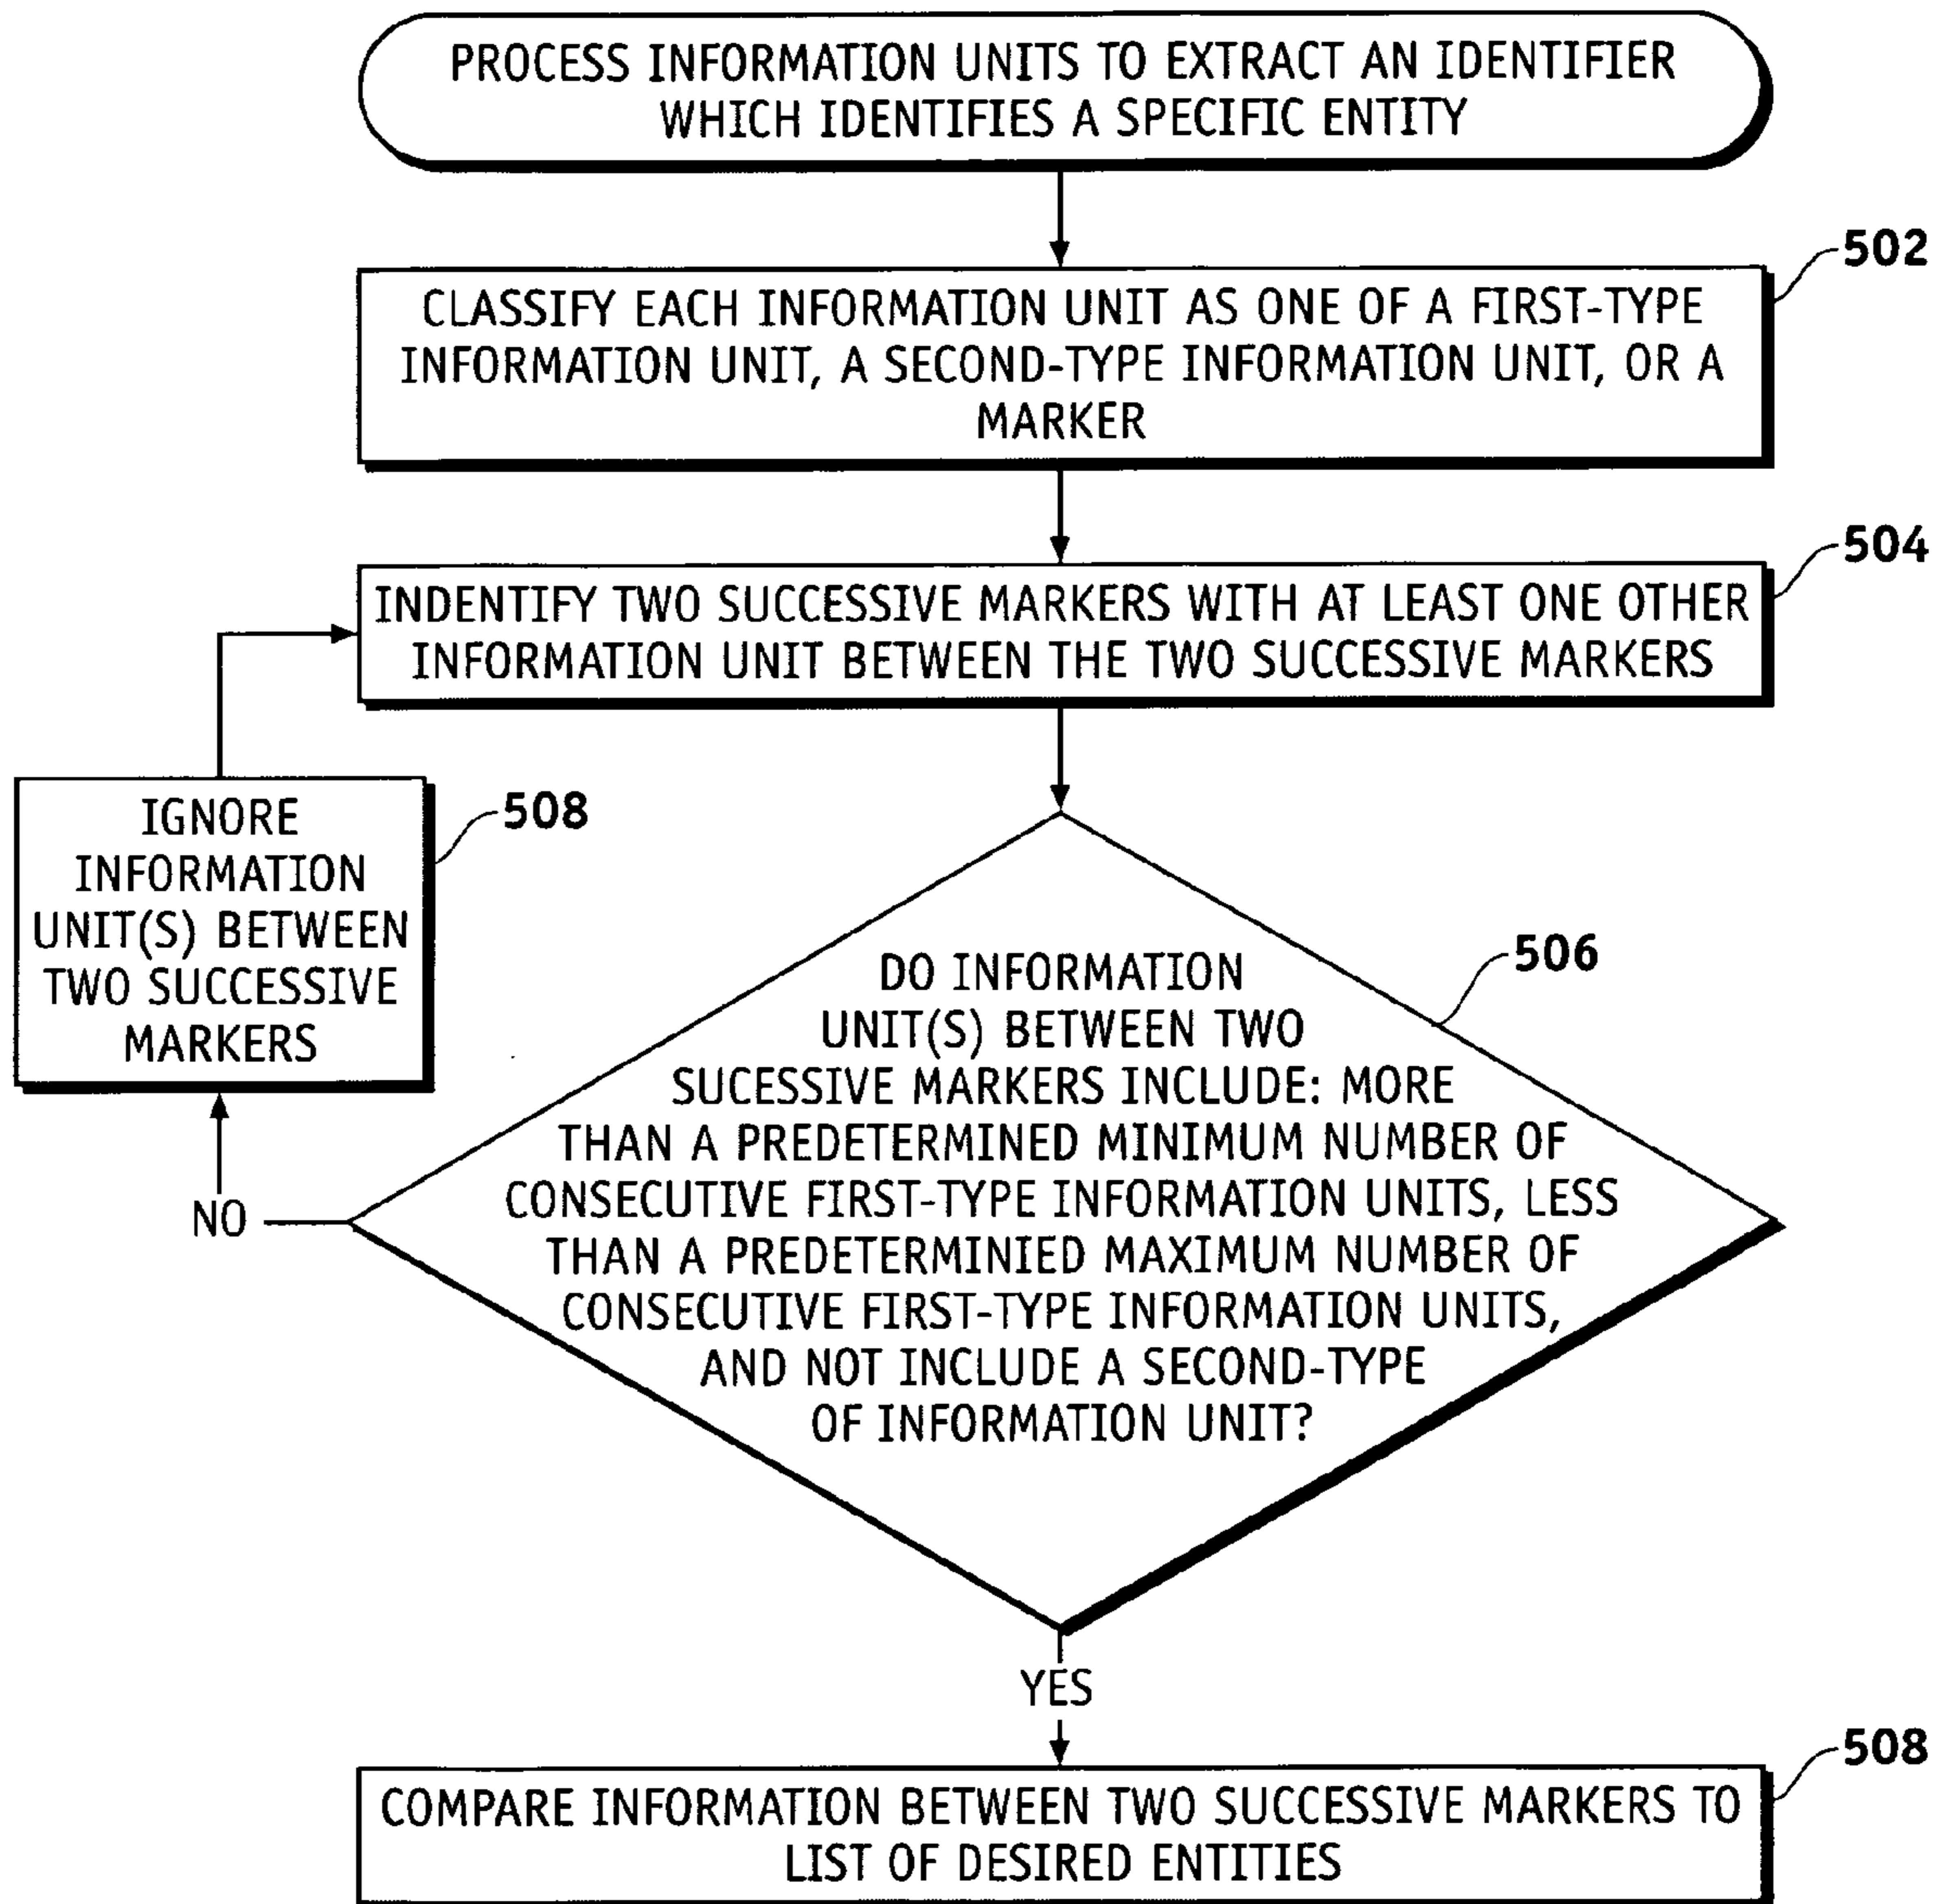 PROCESS INFORMATION UNITS TO EXTRACT AN IDENTIFIER
WHICH IDENTIFIES A SPECIFIC ENTITY
502
CLASSIFY EACH INFORMATION UNIT AS ONE OF A FIRST-TYPE
INFORMATION UNIT, A SECOND-TYPE INFORMATION UNIT, OR A
MARKER
504
INDENTIFY TWO SUCCESSIVE MARKERS WITH AT LEAST ONE OTHER
INFORMATION UNIT BETWEEN THE TWO SUCCESSIVE MARKERS
508
IGNORE
INFORMATION
UNIT(S) BETWEEN
TWO SUCCESSIVE
MARKERS
506
DO INFORMATION
UNIT(S) BETWEEN TWO
SUCESSIVE MARKERS INCLUDE: MORE
THAN A PREDETERMINED MINIMUM NUMBER OF
CONSECUTIVE FIRST-TYPE INFORMATION UNITS, LESS
THAN A PREDETERMINIED MAXIMUM NUMBER OF
CONSECUTIVE FIRST-TYPE INFORMATION UNITS,
AND NOT INCLUDE A SECOND-TYPE
OF INFORMATION UNIT?
NO
YES
508
COMPARE INFORMATION BETWEEN TWO SUCCESSIVE MARKERS TO
LIST OF DESIRED ENTITIES